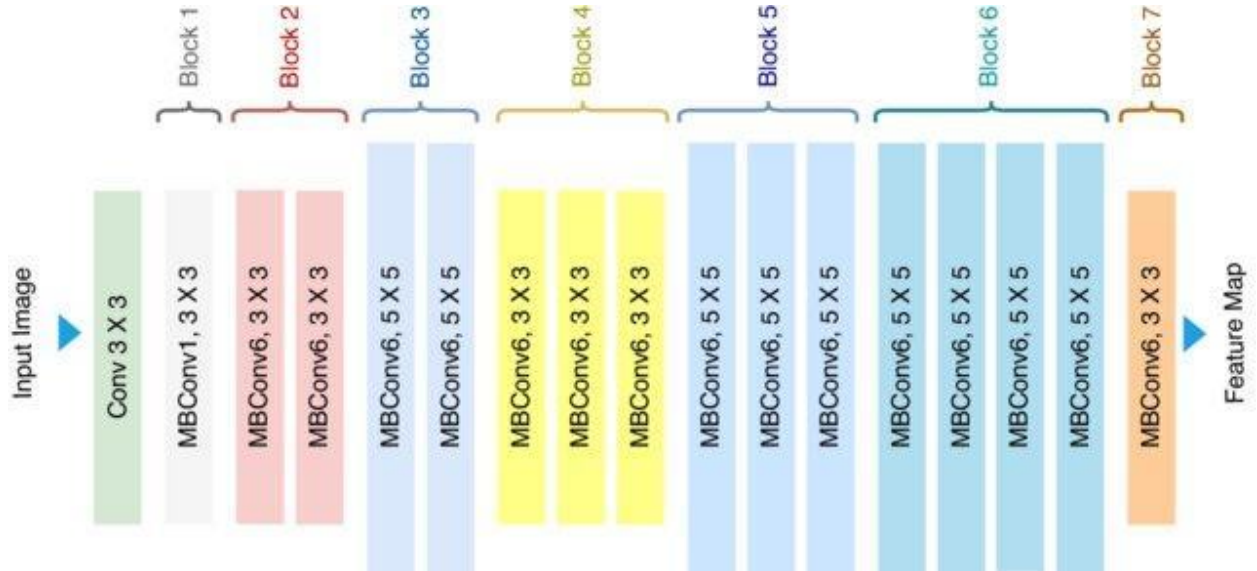 Input Image
Conv 3 X 3
Block 1
MBConv1, 3 X 3
Block 2
MBConv6, 3 X 3
MBConv6, 3 X 3
Block 3
MBConv6, 5 X 5
MBConv6, 5 X 5
Block 4
MBConv6, 3 X 3
MBConv6, 3 X 3
MBConv6, 3 X 3
Block 5
MBConv6, 5 X 5
MBConv6, 5 X 5
MBConv6, 5 X 5
Block 6
MBConv6, 5 X 5
MBConv6, 5 X 5
MBConv6, 5 X 5
MBConv6, 5 X 5
Block 7
MBConv6, 3 X 3
Feature Map